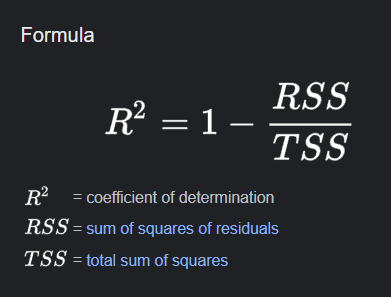 Formula
R² = 1 − RSS / TSS
R² = coefficient of determination
RSS = sum of squares of residuals
TSS = total sum of squares